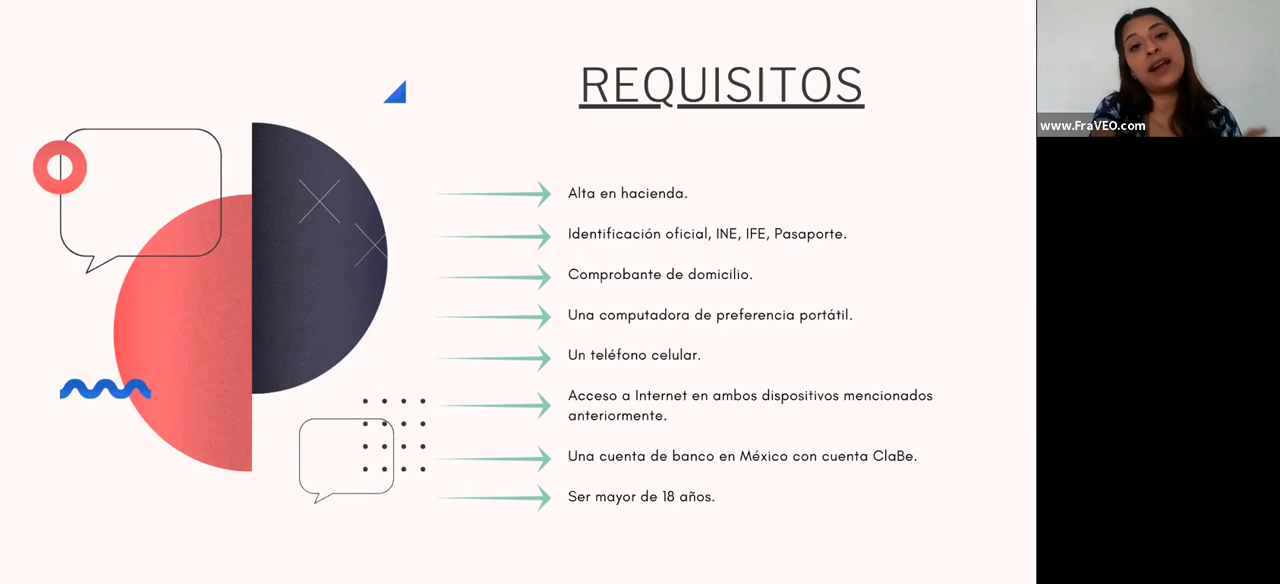 REQUISITOS
www.FraVEO.com
Alta en hacienda.
Identificación oficial, INE, IFE, Pasaporte.
Comprobante de domicilio.
Una computadora de preferencia portátil.
Un teléfono celular.
Acceso a Internet en ambos dispositivos mencionados
anteriormente.
Una cuenta de banco en México con cuenta ClaBe.
Ser mayor de 18 años.